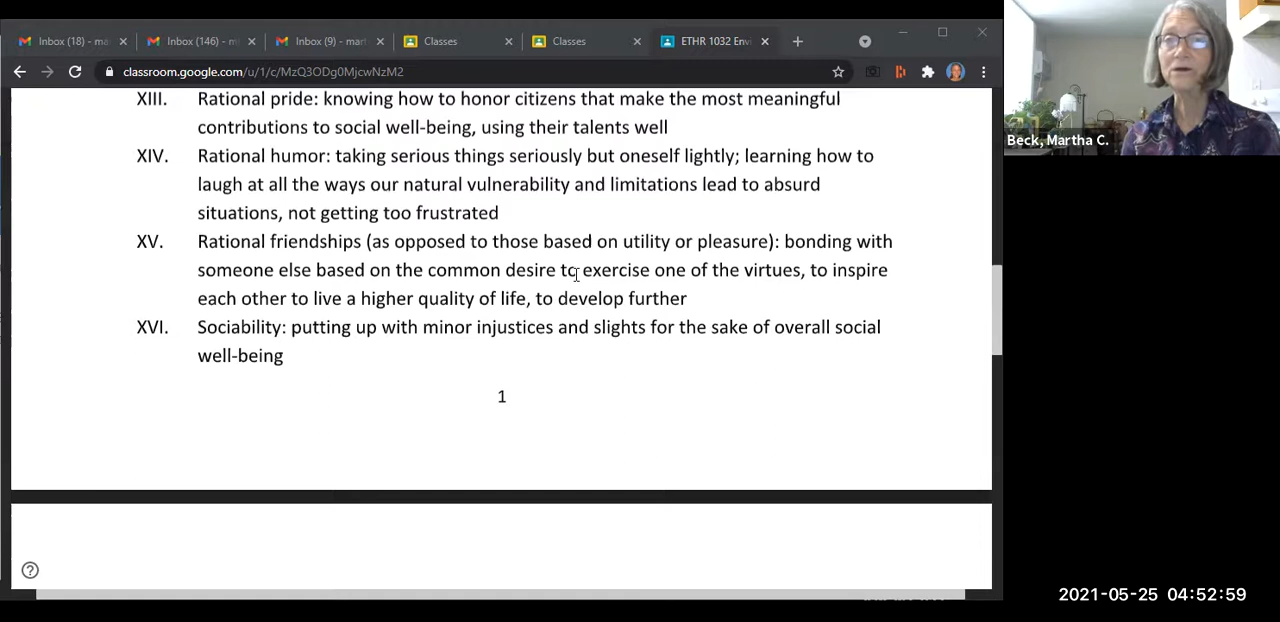 Inbox (18) - ma
Inbox (146) - m
Inbox (9) - mart
Classes
Classes
ETHR 1032 Envi
classroom.google.com/u/1/c/MzQ3ODg0MjcwNzM2
Beck, Martha C.
XIII. Rational pride: knowing how to honor citizens that make the most meaningful
contributions to social well-being, using their talents well
XIV. Rational humor: taking serious things seriously but oneself lightly; learning how to
laugh at all the ways our natural vulnerability and limitations lead to absurd
situations, not getting too frustrated
XV. Rational friendships (as opposed to those based on utility or pleasure): bonding with
someone else based on the common desire to exercise one of the virtues, to inspire
each other to live a higher quality of life, to develop further
XVI. Sociability: putting up with minor injustices and slights for the sake of overall social
well-being
1
2021-05-25 04:52:59